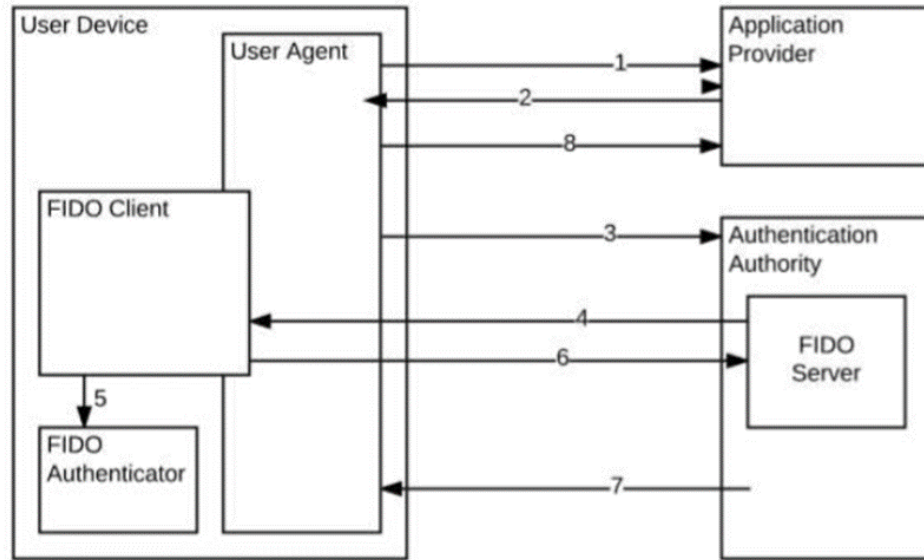 User Device
User Agent
Application
Provider
1
2
8
FIDO Client
3
Authentication
Authority
4
FIDO
Server
6
5
FIDO
Authenticator
7